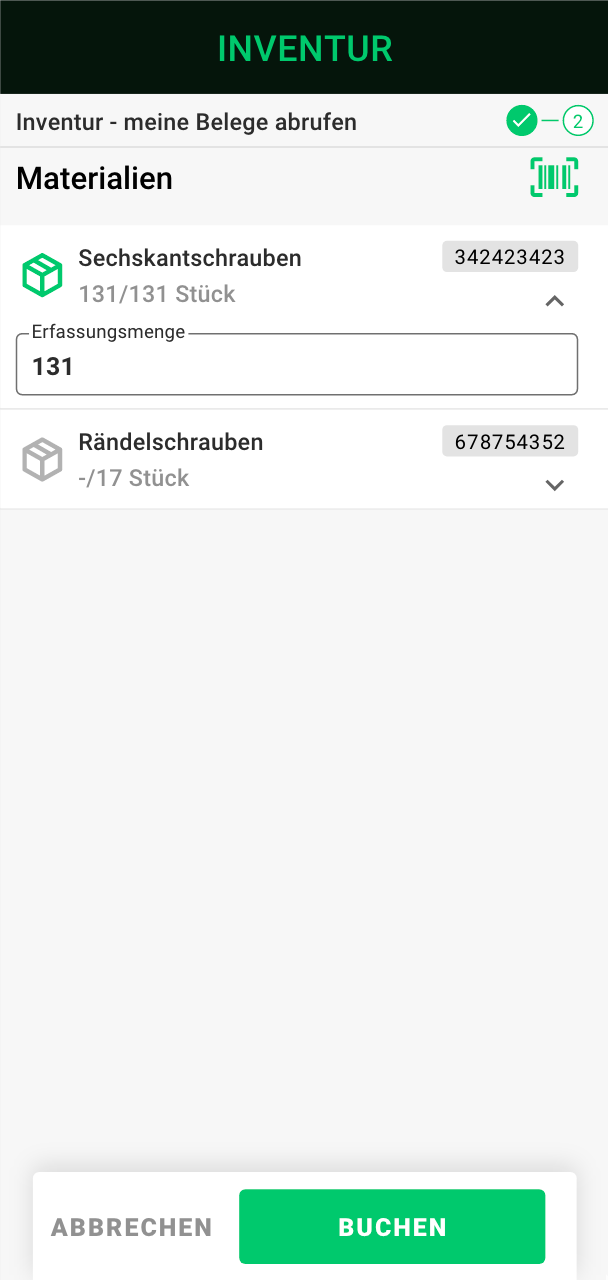 INVENTUR
Inventur - meine Belege abrufen
2
Materialien
Sechskantschrauben
342423423
131/131 Stück
Erfassungsmenge
131
Rändelschrauben
678754352
-/17 Stück
ABBRECHEN
BUCHEN